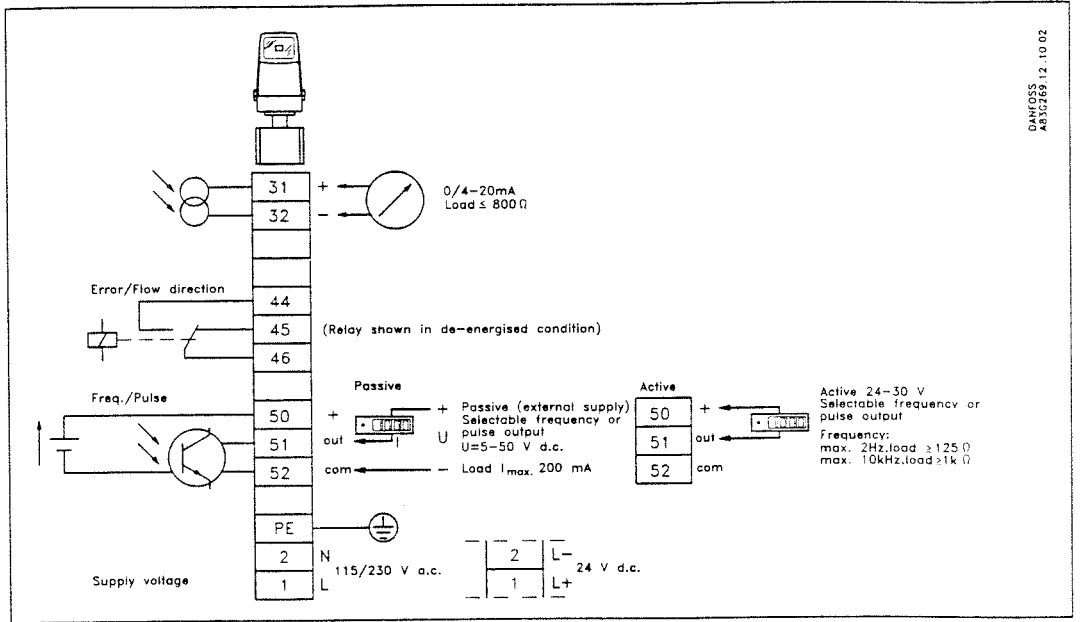 DANFOSS
A83G269.12.10 02
31 +
32 -
0/4-20mA
Load ≤ 800 Ω
Error/Flow direction
44
45 (Relay shown in de-energised condition)
46
Freq./Pulse
Passive
50 +
51 out
52 com
+ Passive (external supply)
Selectable frequency or
U pulse output
U=5-50 V d.c.
- Load Imax. 200 mA
Active
50 +
51 out
52 com
Active 24-30 V
Selectable frequency or
pulse output
Frequency:
max. 2Hz.load ≥125 Ω
max. 10kHz.load≥1k Ω
PE
2 N
1 L
115/230 V a.c.
2 L-
1 L+
24 V d.c.
Supply voltage